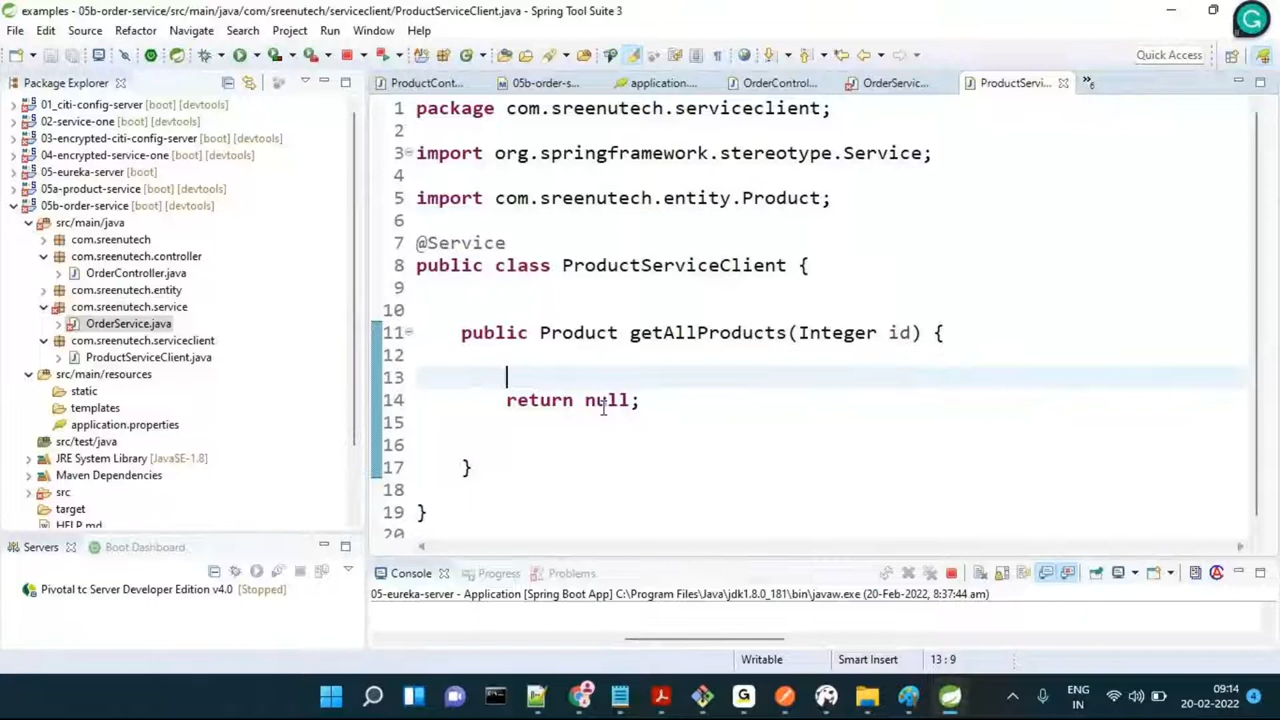 examples - 05b-order-service/src/main/java/com/sreenutech/serviceclient/ProductServiceClient.java - Spring Tool Suite 3
File Edit Source Refactor Navigate Search Project Run Window Help
Quick Access
Package Explorer
01_citi-config-server [boot] [devtools]
02-service-one [boot] [devtools]
03-encrypted-citi-config-server [boot] [devtools]
04-encrypted-service-one [boot] [devtools]
05-eureka-server [boot]
05a-product-service [boot] [devtools]
05b-order-service [boot] [devtools]
src/main/java
com.sreenutech
com.sreenutech.controller
OrderController.java
com.sreenutech.entity
com.sreenutech.service
OrderService.java
com.sreenutech.serviceclient
ProductServiceClient.java
src/main/resources
static
templates
application.properties
src/test/java
JRE System Library [JavaSE-1.8]
Maven Dependencies
src
target
HELP.md
Servers Boot Dashboard
Pivotal tc Server Developer Edition v4.0 [Stopped]
ProductCont... 05b-order-s... application.... OrderControl... OrderServic... ProductServi... »6
1 package com.sreenutech.serviceclient;
2
3 import org.springframework.stereotype.Service;
4
5 import com.sreenutech.entity.Product;
6
7 @Service
8 public class ProductServiceClient {
9
10
11 public Product getAllProducts(Integer id) {
12
13
14 return null;
15
16
17 }
18
19 }
20
Console Progress Problems
05-eureka-server - Application [Spring Boot App] C:\Program Files\Java\jdk1.8.0_181\bin\javaw.exe (20-Feb-2022, 8:37:44 am)
Writable Smart Insert 13 : 9
ENG
IN
09:14
20-02-2022
4